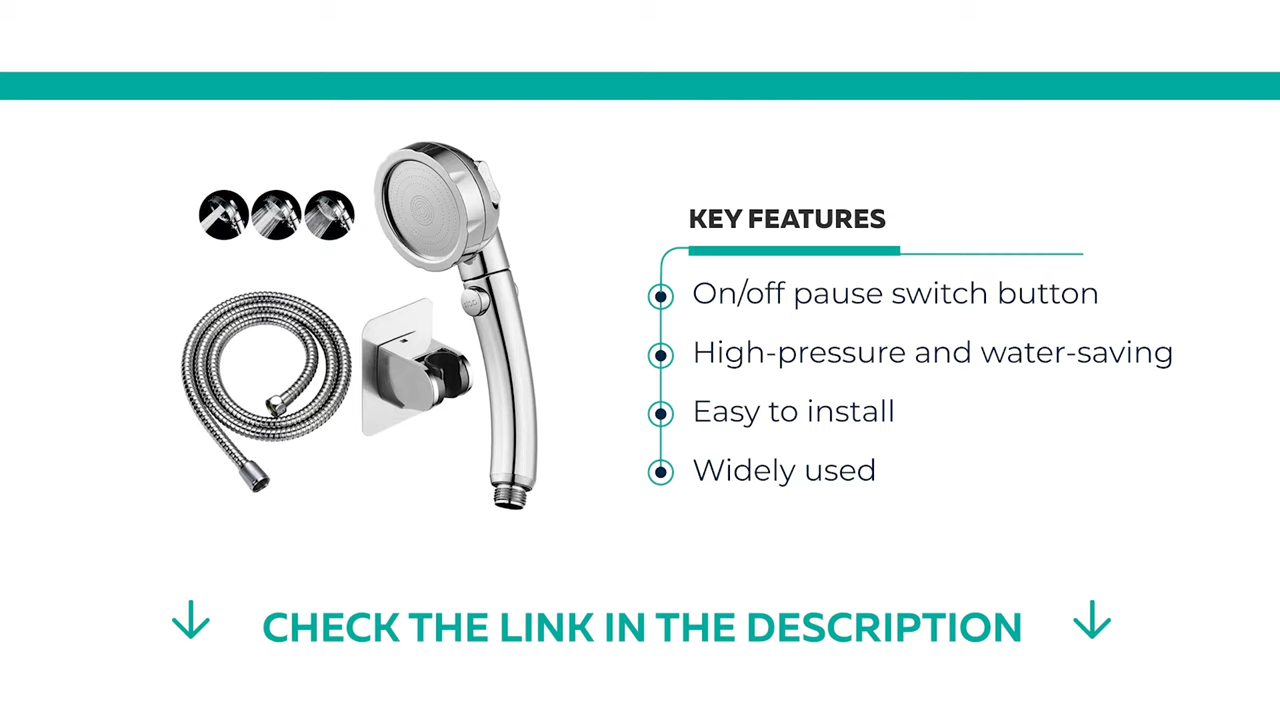 KEY FEATURES
On/off pause switch button
High-pressure and water-saving
Easy to install
Widely used
CHECK THE LINK IN THE DESCRIPTION